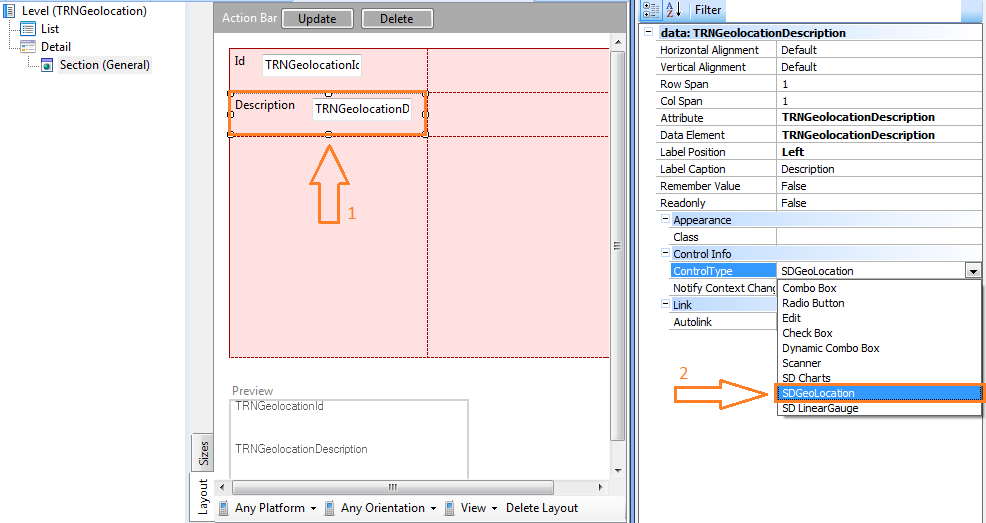 Level (TRNGeolocation)
List
Detail
Section (General)
Action Bar
Update
Delete
Id
TRNGeolocationId
Description
TRNGeolocationD
1
Preview
TRNGeolocationId
TRNGeolocationDescription
Sizes
Layout
Any Platform
Any Orientation
View
Delete Layout
Filter
data: TRNGeolocationDescription
Horizontal Alignment Default
Vertical Alignment Default
Row Span 1
Col Span 1
Attribute TRNGeolocationDescription
Data Element TRNGeolocationDescription
Label Position Left
Label Caption Description
Remember Value False
Readonly False
Appearance
Class
Control Info
ControlType SDGeoLocation
Notify Context Chang
Link
Autolink
Combo Box
Radio Button
Edit
Check Box
Dynamic Combo Box
Scanner
SD Charts
2
SDGeoLocation
SD LinearGauge